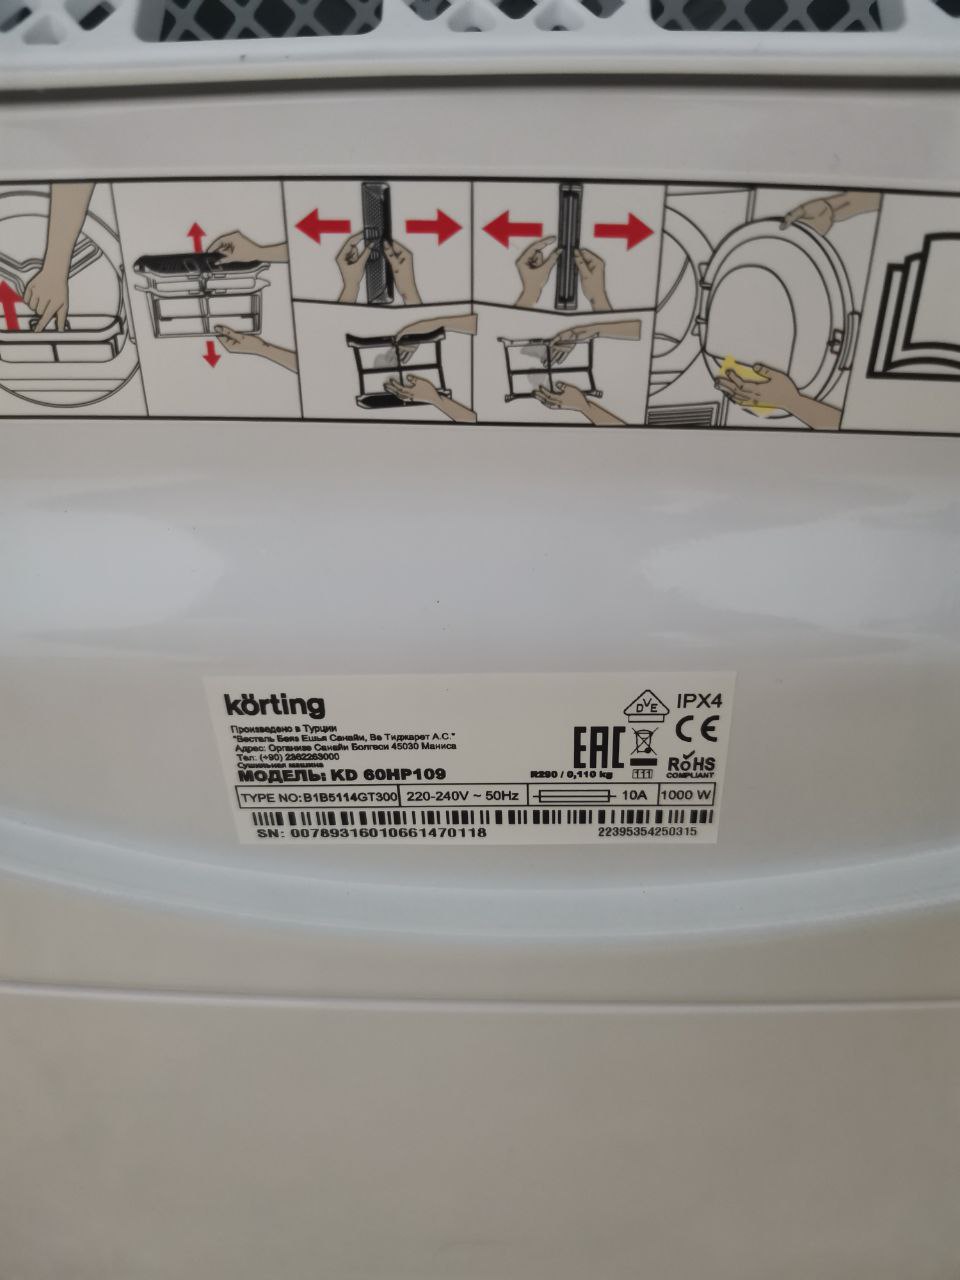 körting
IPX4
DVE
Произведено в Турции
"Вестель Беяз Ешья Санайи, Ве Тиджарет А.С."
Адрес: Организе Санайи Болгеси 45030 Маниса
Тел: (+90) 2362263000
Сушильная машина
EAC
CE
RoHS
COMPLIANT
МОДЕЛЬ: KD 60HP109
R290 / 0,110 kg
TYPE NO: B1B5114GT300 220-240V ~ 50Hz 10A 1000 W
SN: 00789316010661470118 22395354250315